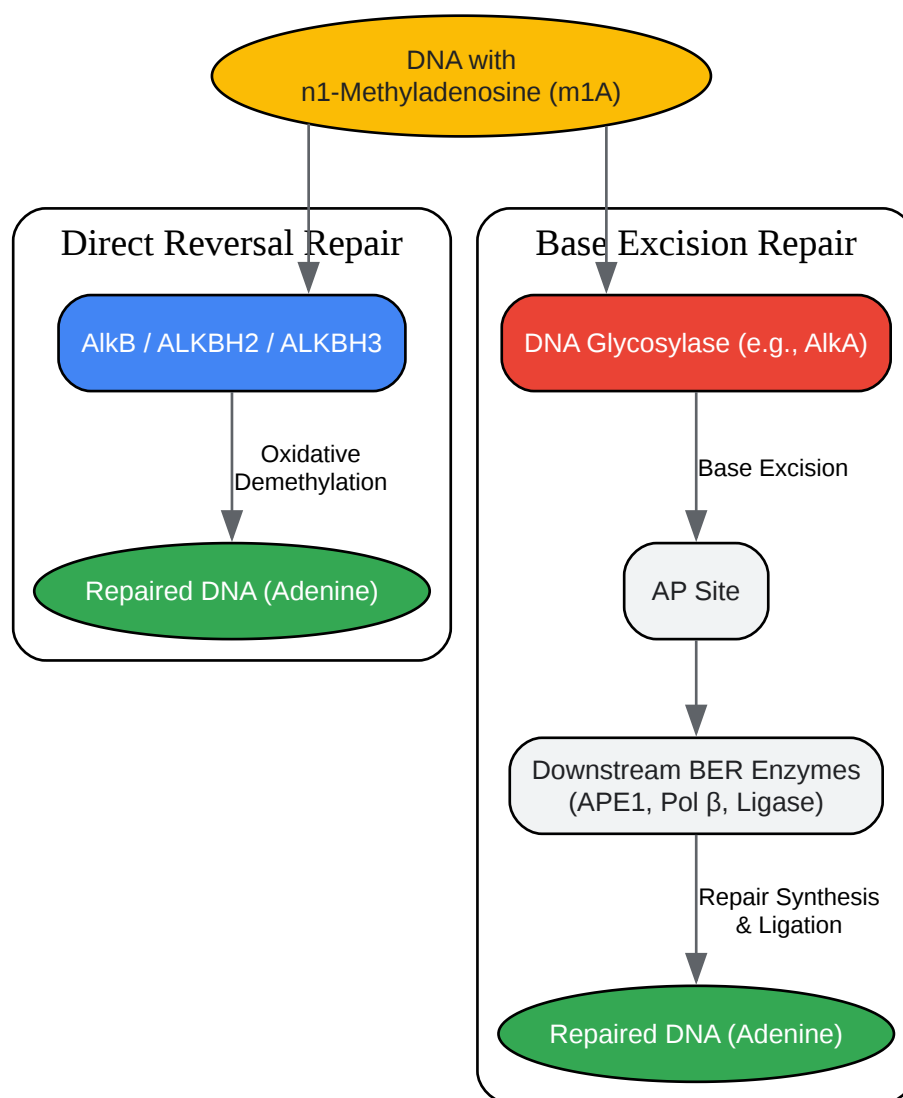 DNA with
n1-Methyladenosine (m1A)
Direct Reversal Repair
AlkB / ALKBH2 / ALKBH3
Oxidative
Demethylation
Repaired DNA (Adenine)
Base Excision Repair
DNA Glycosylase (e.g., AlkA)
Base Excision
AP Site
Downstream BER Enzymes
(APE1, Pol β, Ligase)
Repair Synthesis
& Ligation
Repaired DNA (Adenine)